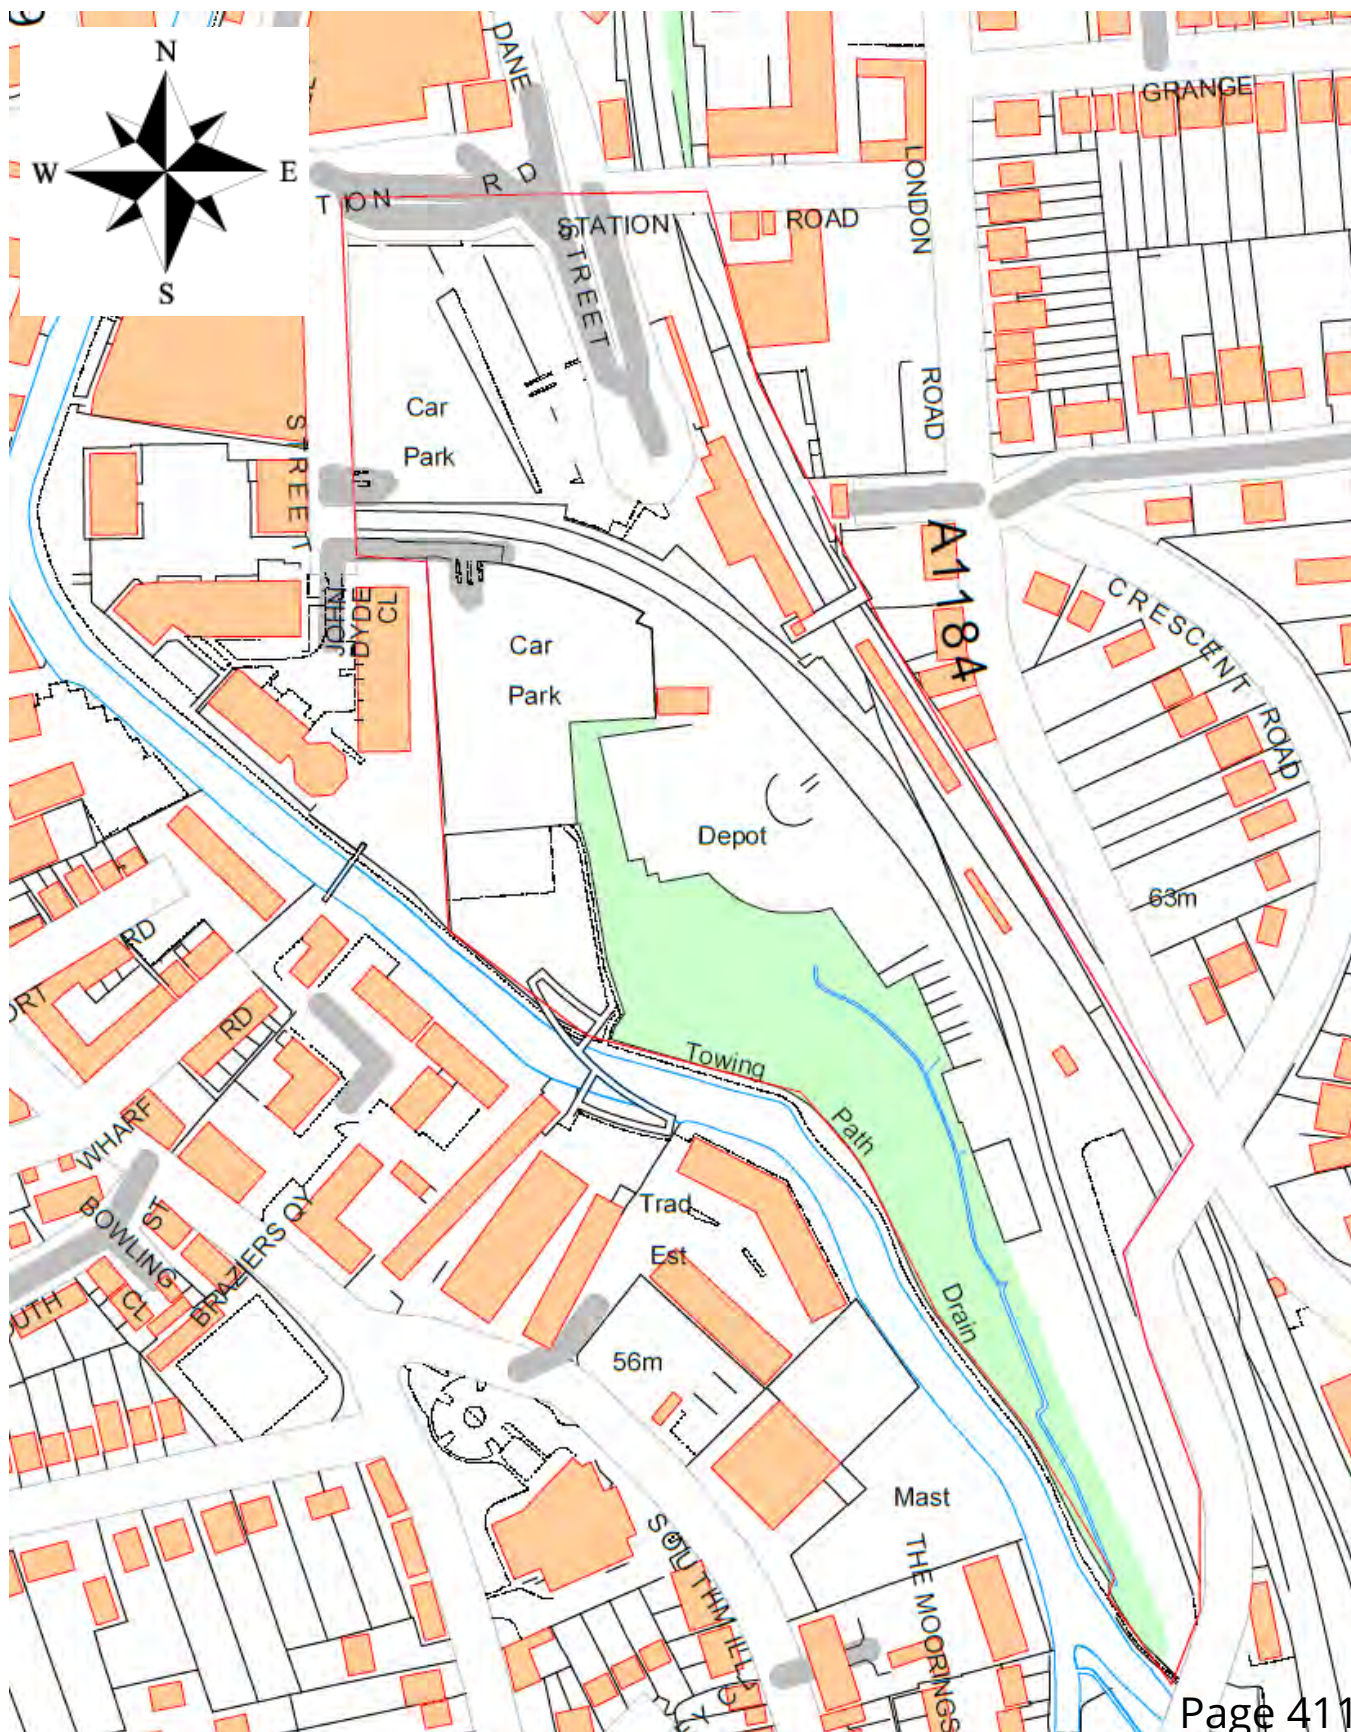 N
W
E
S
DANE
STREET
GRANGE
LONDON
ROAD
RD
TION
STATION
ROAD
Car
Park
STREET
A1184
CRESCENT ROAD
JOHN
DYDE
CL
Car
Park
Depot
63m
RD
RD
Towing
Path
WHARF
Trad
Est
ST
BOWLING
CL
BRAZIERS QY
Drain
56m
Mast
THE MOORINGS
Page 411